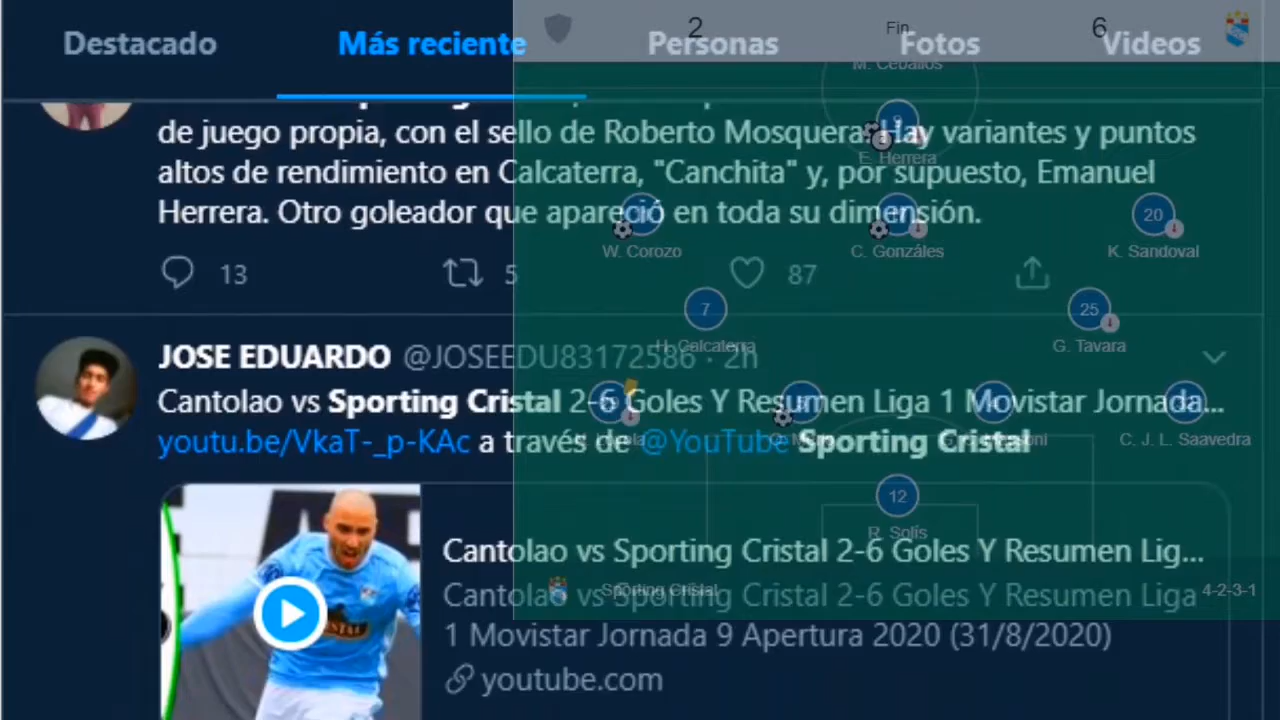 Destacado
Más reciente
Personas
Fotos
Videos
2
Fin
6
M. Ceballos
de juego propia, con el sello de Roberto Mosquera. Hay variantes y puntos
altos de rendimiento en Calcaterra, "Canchita" y, por supuesto, Emanuel
Herrera. Otro goleador que apareció en toda su dimensión.
9
E. Herrera
W. Corozo
C. Gonzáles
20
K. Sandoval
13
5
87
7
H. Calcaterra
25
G. Tavara
JOSE EDUARDO @JOSEEDU83172586 · 2h
Cantolao vs Sporting Cristal 2-6 Goles Y Resumen Liga 1 Movistar Jornada...
youtu.be/VkaT-_p-KAc a través de @YouTube Sporting Cristal
C. J. L. Saavedra
12
R. Solís
Cantolao vs Sporting Cristal 2-6 Goles Y Resumen Lig...
Sporting Cristal
4-2-3-1
Cantolao vs Sporting Cristal 2-6 Goles Y Resumen Liga
1 Movistar Jornada 9 Apertura 2020 (31/8/2020)
youtube.com